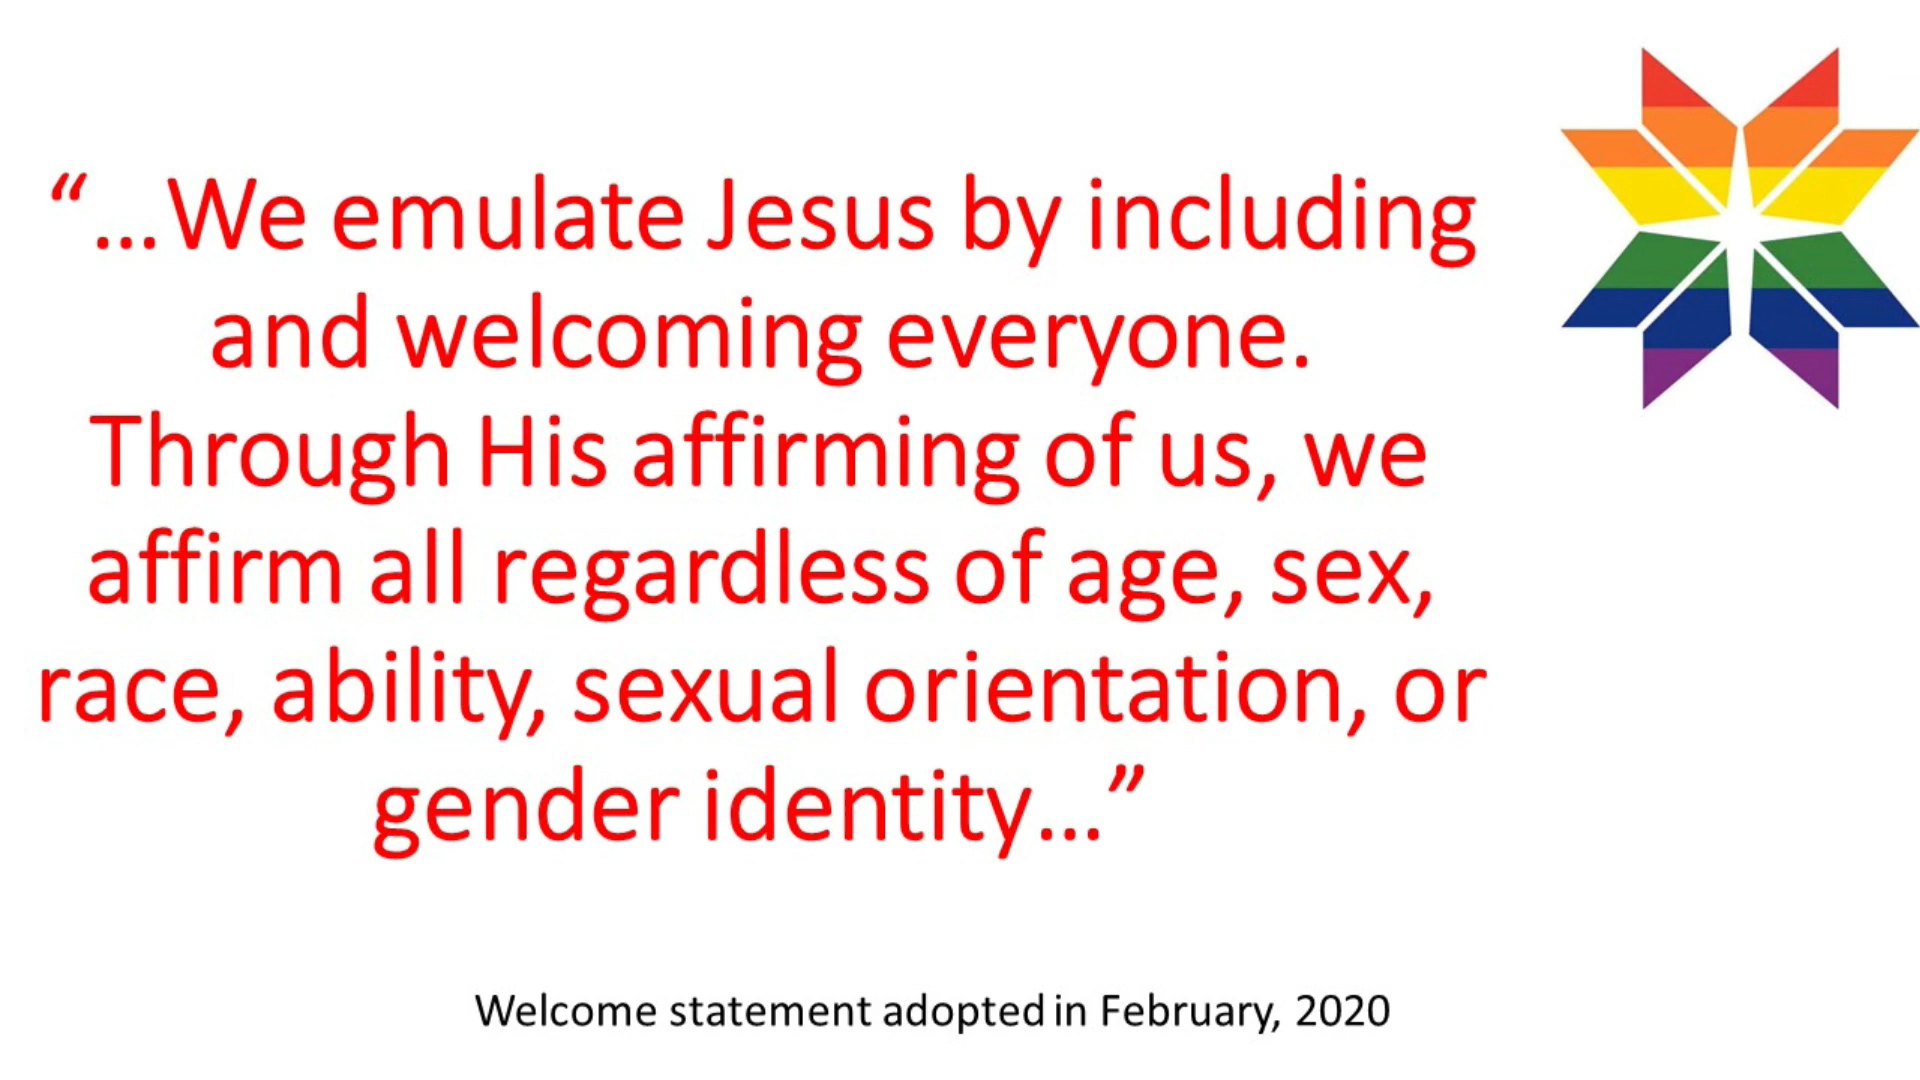 “…We emulate Jesus by including
and welcoming everyone.
Through His affirming of us, we
affirm all regardless of age, sex,
race, ability, sexual orientation, or
gender identity…”
Welcome statement adopted in February, 2020